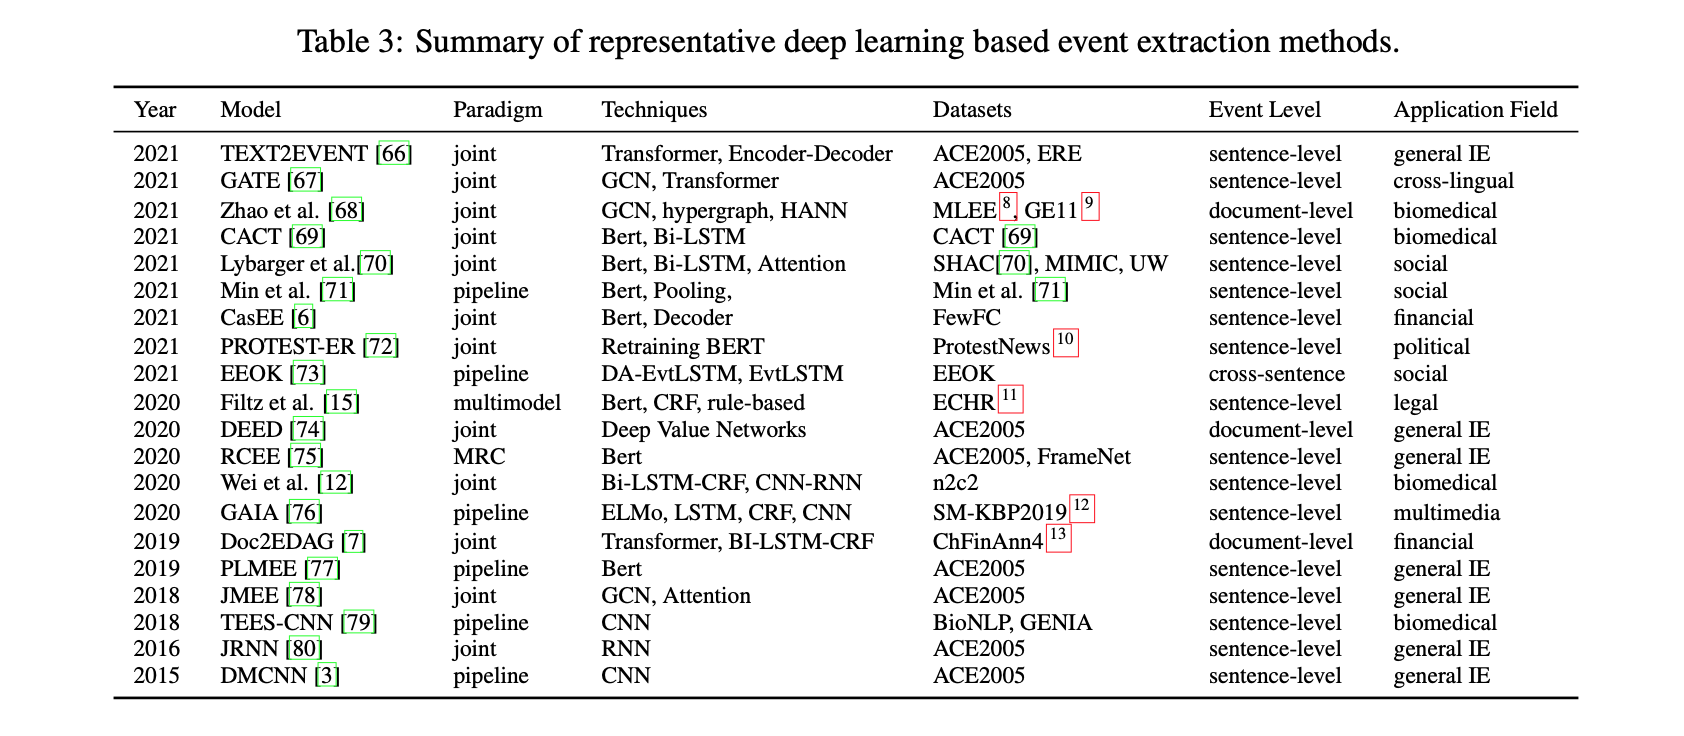 Table 3: Summary of representative deep learning based event extraction methods.
Year Model Paradigm Techniques Datasets Event Level Application Field
2021 TEXT2EVENT [66] joint Transformer, Encoder-Decoder ACE2005, ERE sentence-level general IE
2021 GATE [67] joint GCN, Transformer ACE2005 sentence-level cross-lingual
2021 Zhao et al. [68] joint GCN, hypergraph, HANN MLEE 8, GE11 9 document-level biomedical
2021 CACT [69] joint Bert, Bi-LSTM CACT [69] sentence-level biomedical
2021 Lybarger et al.[70] joint Bert, Bi-LSTM, Attention SHAC[70], MIMIC, UW sentence-level social
2021 Min et al. [71] pipeline Bert, Pooling, Min et al. [71] sentence-level social
2021 CasEE [6] joint Bert, Decoder FewFC sentence-level financial
2021 PROTEST-ER [72] joint Retraining BERT ProtestNews 10 sentence-level political
2021 EEOK [73] pipeline DA-EvtLSTM, EvtLSTM EEOK cross-sentence social
2020 Filtz et al. [15] multimodel Bert, CRF, rule-based ECHR 11 sentence-level legal
2020 DEED [74] joint Deep Value Networks ACE2005 document-level general IE
2020 RCEE [75] MRC Bert ACE2005, FrameNet sentence-level general IE
2020 Wei et al. [12] joint Bi-LSTM-CRF, CNN-RNN n2c2 sentence-level biomedical
2020 GAIA [76] pipeline ELMo, LSTM, CRF, CNN SM-KBP2019 12 sentence-level multimedia
2019 Doc2EDAG [7] joint Transformer, BI-LSTM-CRF ChFinAnn4 13 document-level financial
2019 PLMEE [77] pipeline Bert ACE2005 sentence-level general IE
2018 JMEE [78] joint GCN, Attention ACE2005 sentence-level general IE
2018 TEES-CNN [79] pipeline CNN BioNLP, GENIA sentence-level biomedical
2016 JRNN [80] joint RNN ACE2005 sentence-level general IE
2015 DMCNN [3] pipeline CNN ACE2005 sentence-level general IE